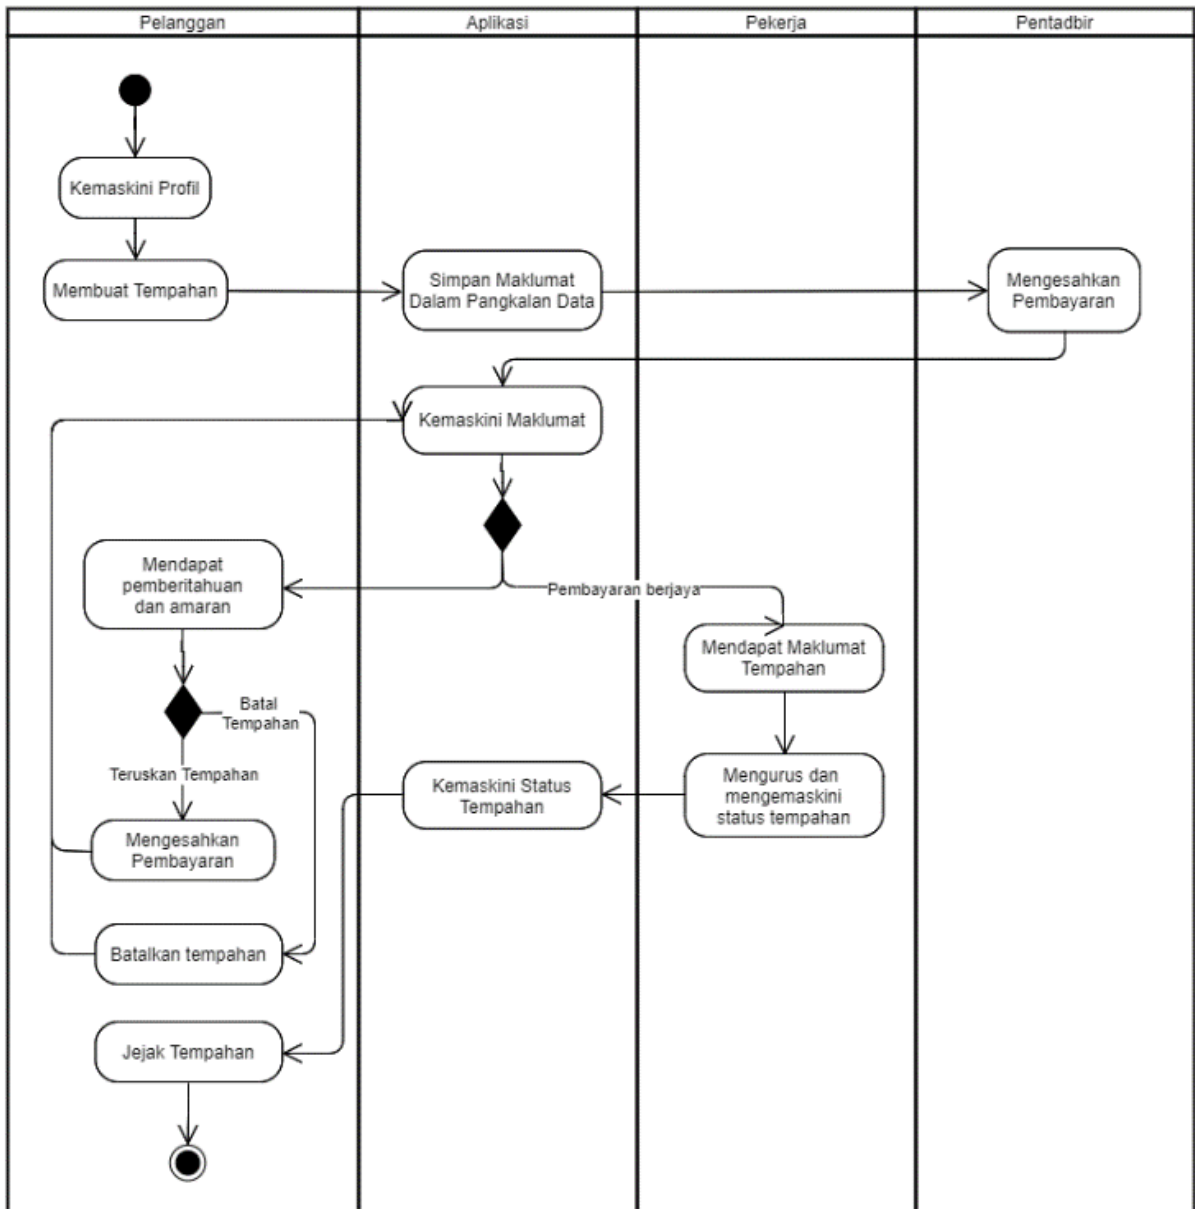 Pelanggan
Aplikasi
Pekerja
Pentadbir
Kemaskini Profil
Membuat Tempahan
Simpan Maklumat
Dalam Pangkalan Data
Mengesahkan
Pembayaran
Kemaskini Maklumat
Mendapat
pemberitahuan
dan amaran
Pembayaran berjaya
Mendapat Maklumat
Tempahan
Batal
Tempahan
Teruskan Tempahan
Kemaskini Status
Tempahan
Mengurus dan
mengemaskini
status tempahan
Mengesahkan
Pembayaran
Batalkan tempahan
Jejak Tempahan